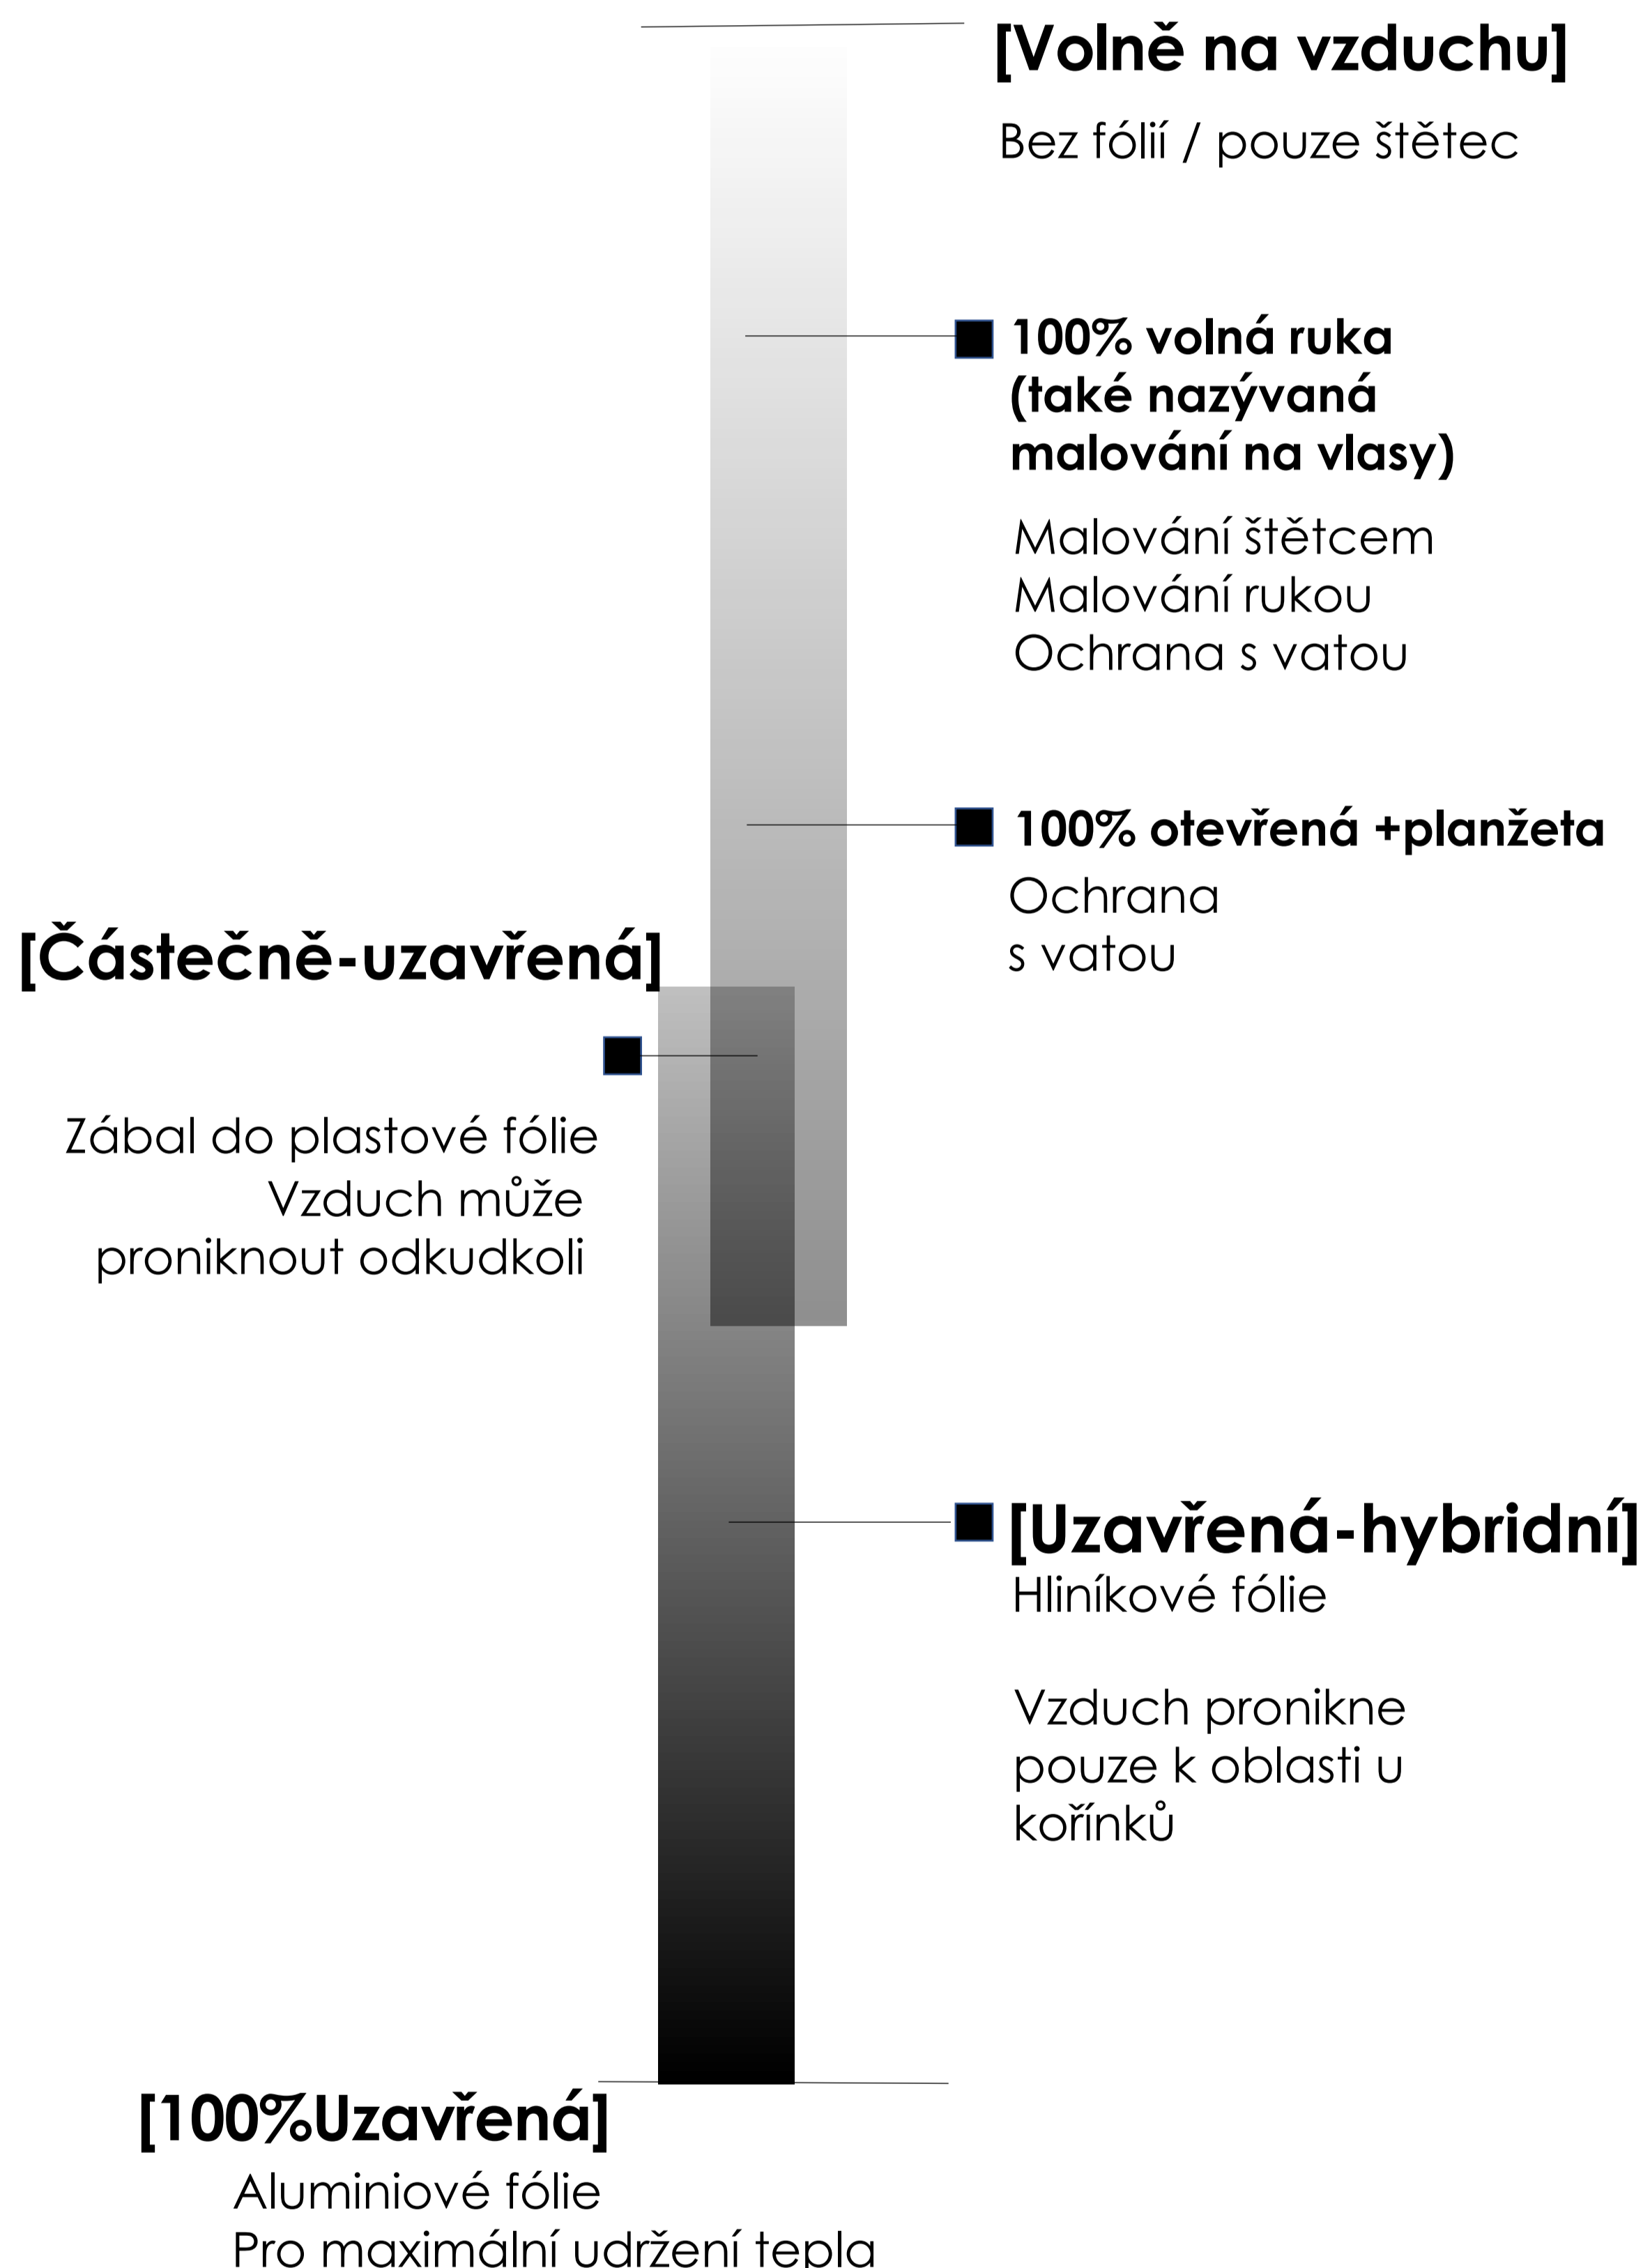 [Volně na vzduchu]
Bez fólií / pouze štětec
100% volná ruka
(také nazývaná
malování na vlasy)
Malování štětcem
Malování rukou
Ochrana s vatou
100% otevřená +planžeta
Ochrana
s vatou
[Částečně-uzavřená]
Zábal do plastové fólie
Vzduch může
proniknout odkudkoli
[Uzavřená-hybridní]
Hliníkové fólie
Vzduch pronikne
pouze k oblasti u
kořínků
[100%Uzavřená]
Aluminiové fólie
Pro maximální udržení tepla